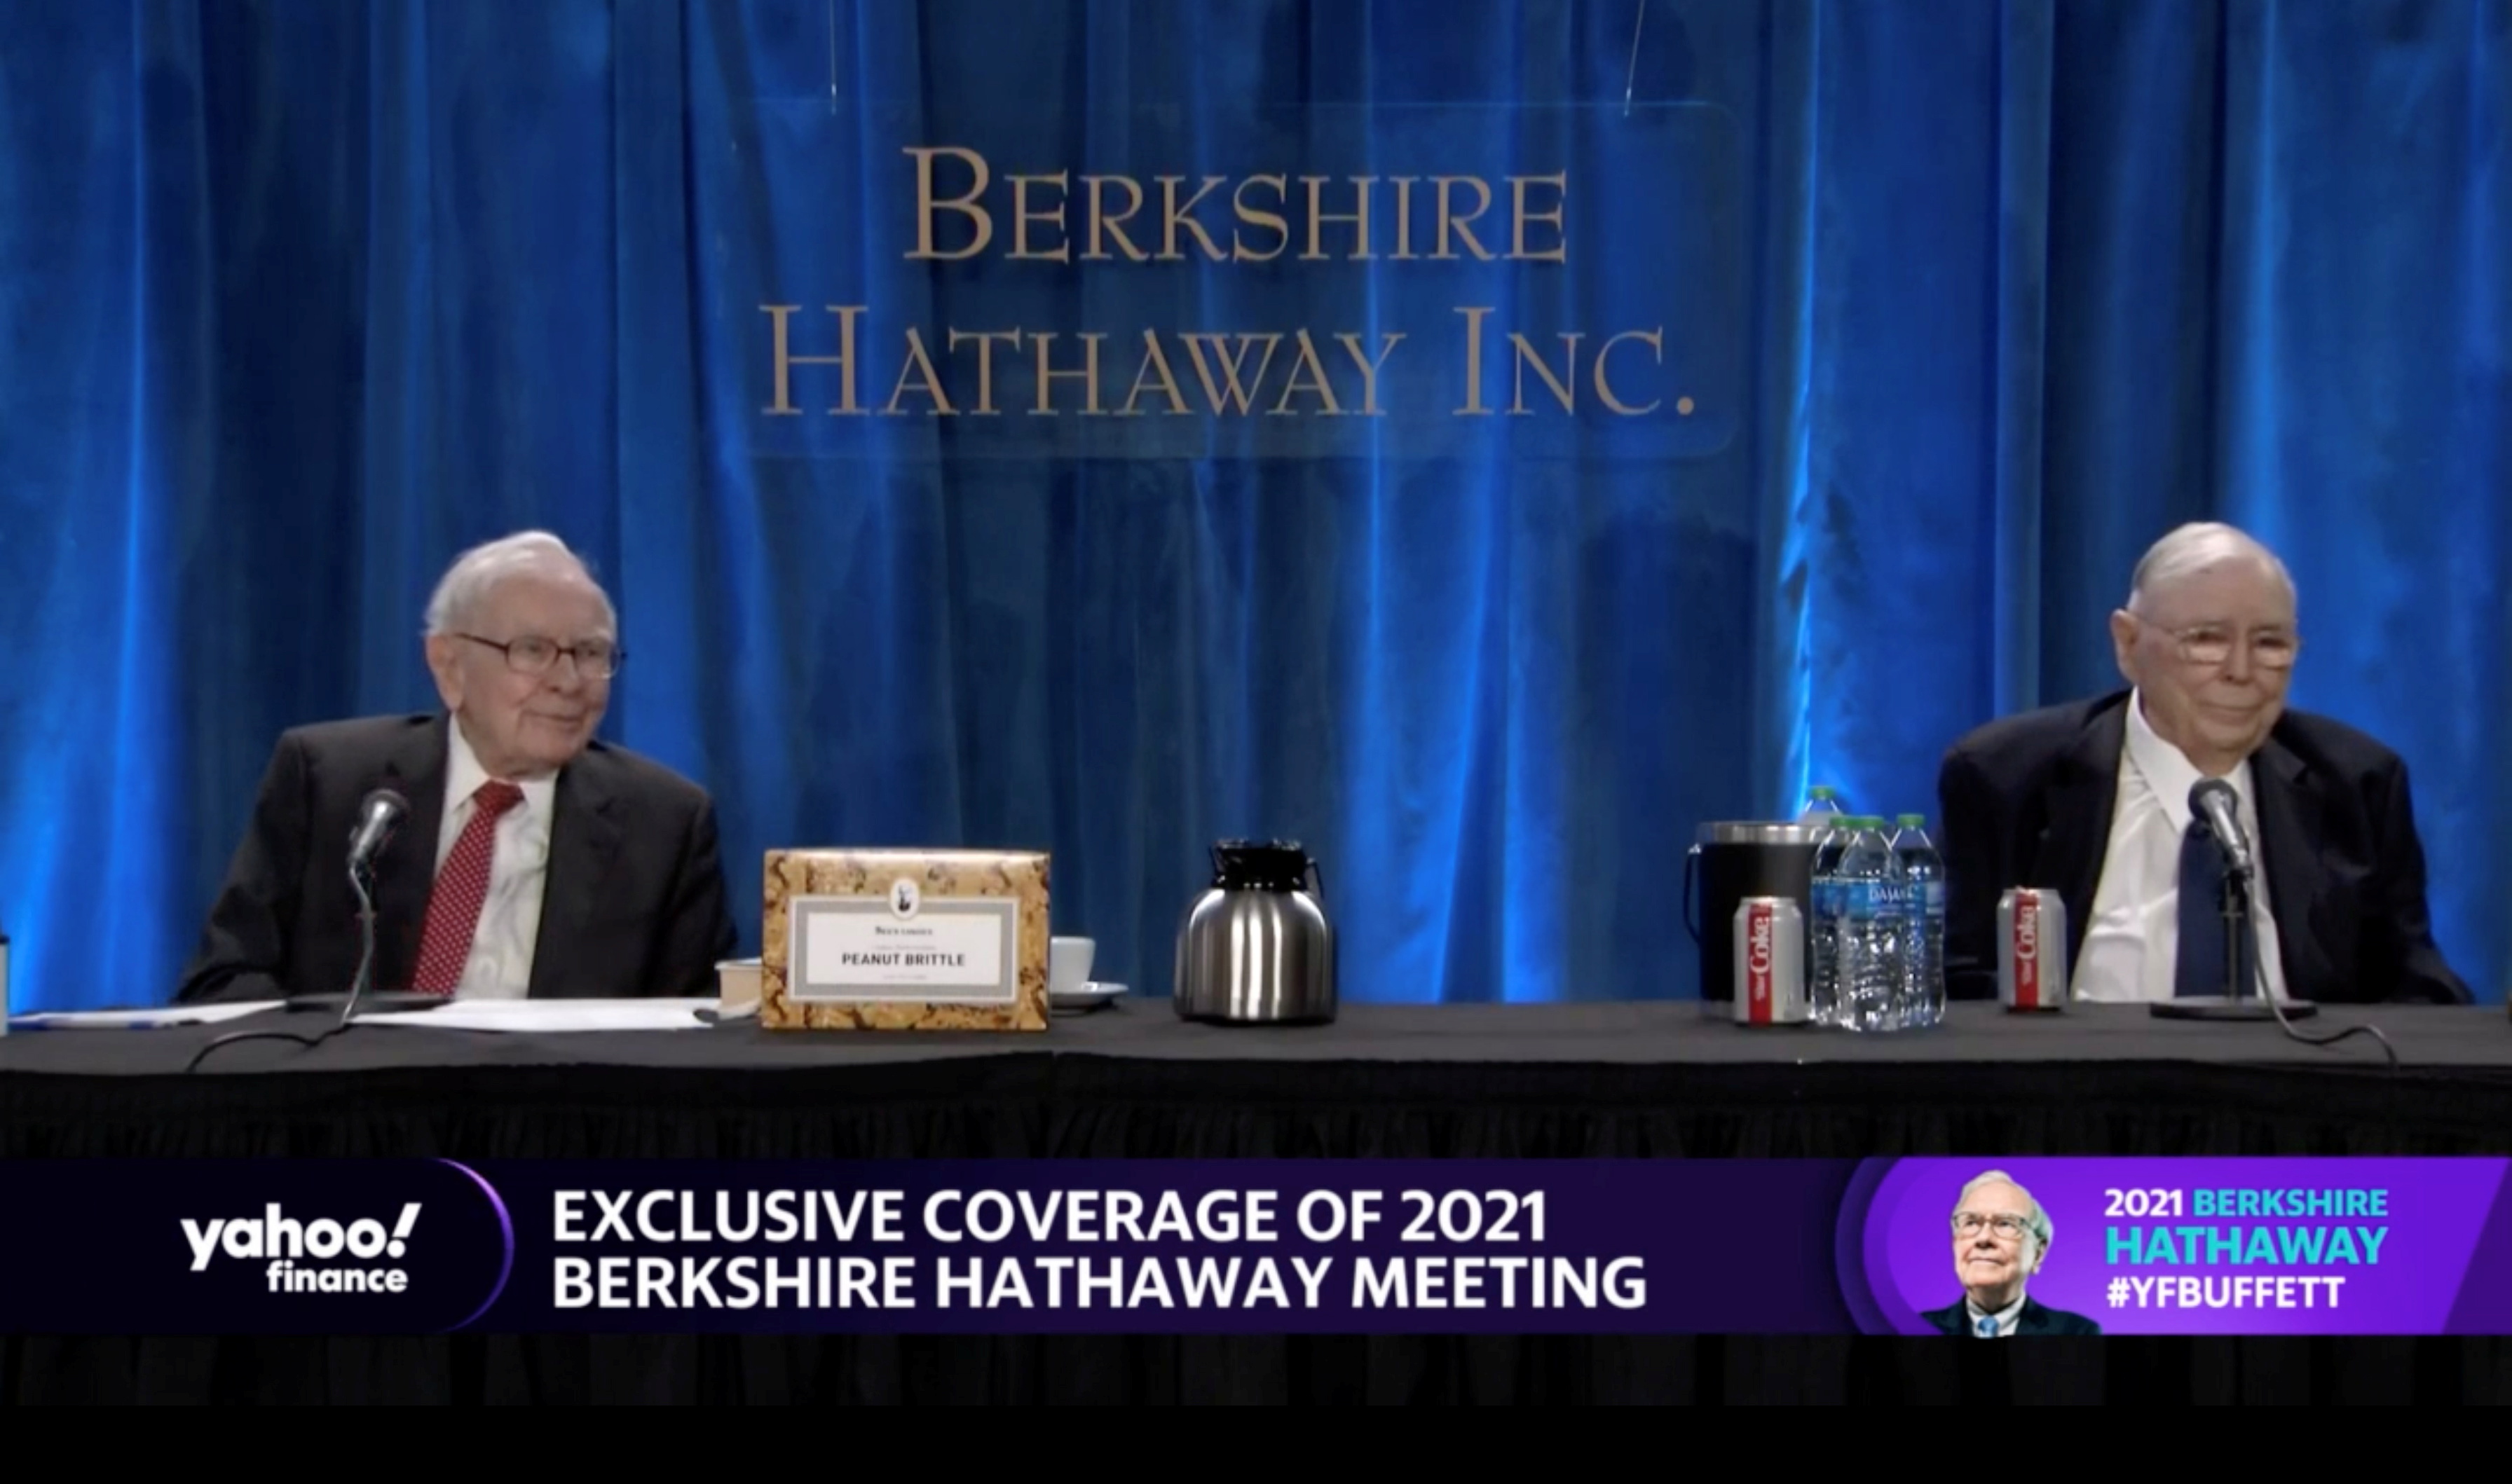 BERKSHIRE
HATHAWAY INC.
PEANUT BRITTLE
Coke
DASANI
Coke
yahoo!
finance
EXCLUSIVE COVERAGE OF 2021
BERKSHIRE HATHAWAY MEETING
2021 BERKSHIRE
HATHAWAY
#YFBUFFETT